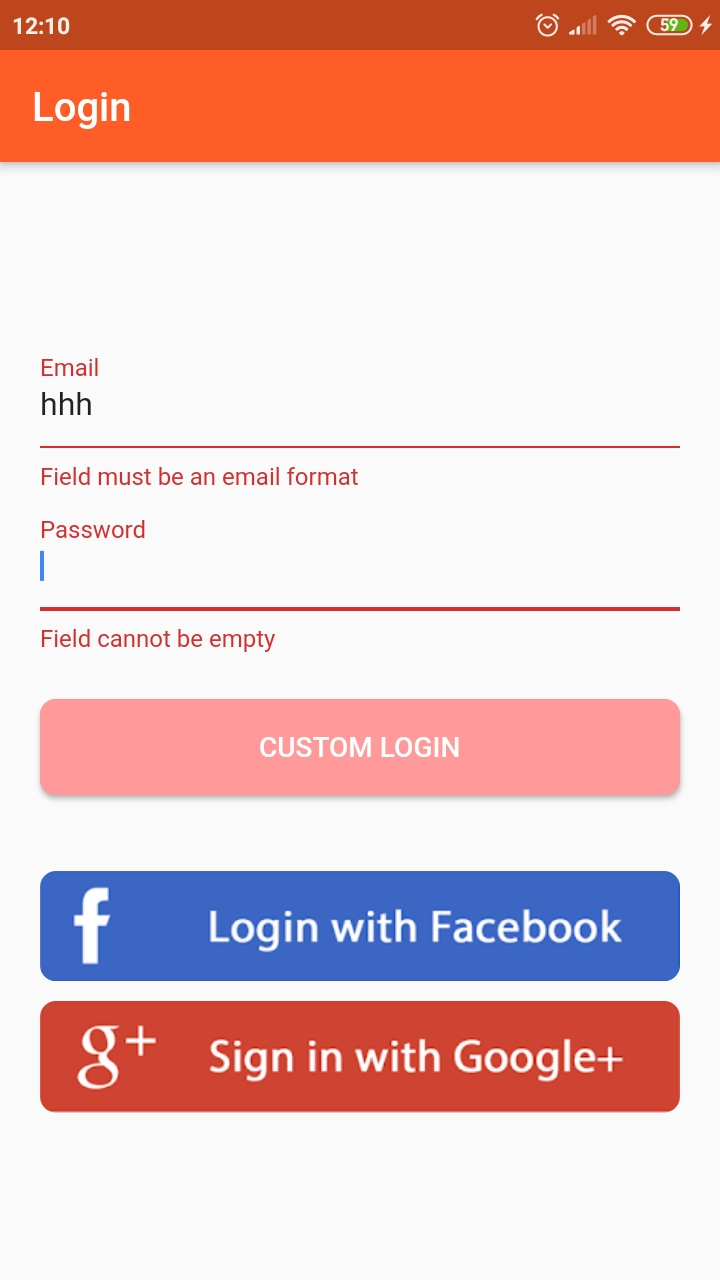 12:10
59
Login
Email
hhh
Field must be an email format
Password
Field cannot be empty
CUSTOM LOGIN
f Login with Facebook
g+ Sign in with Google+